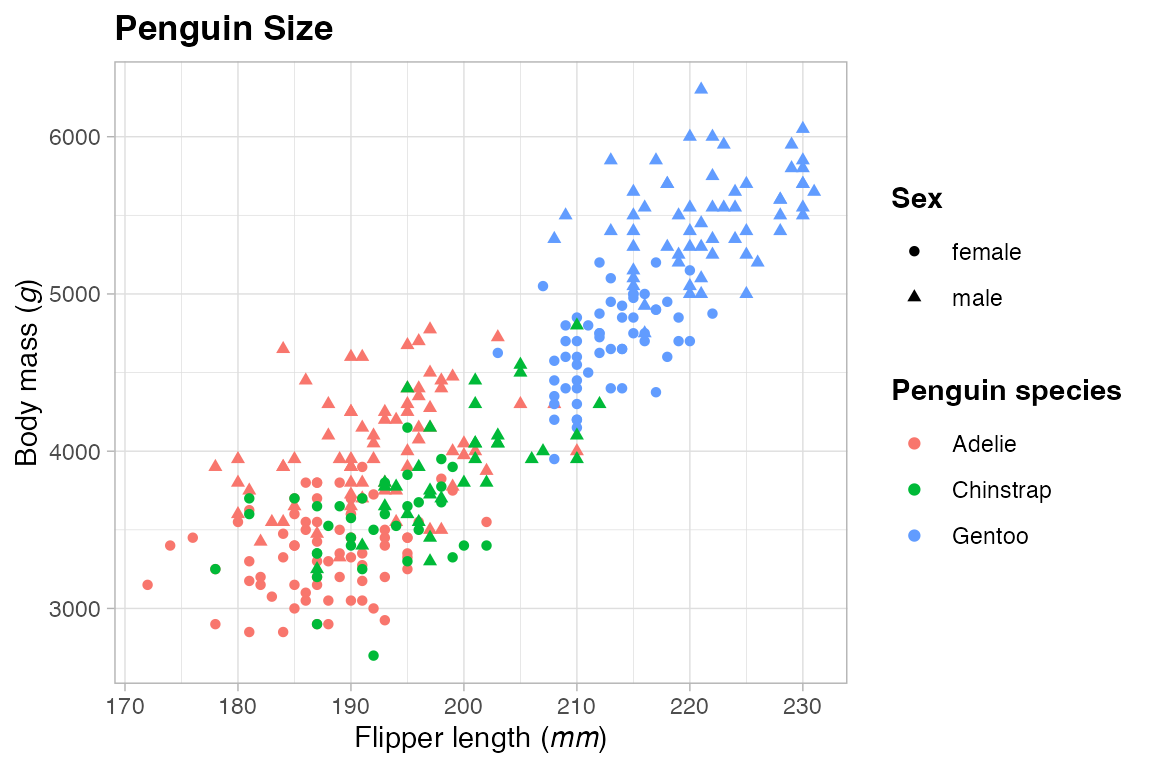 Penguin Size
6000
5000
4000
3000
Body mass (g)
170 180 190 200 210 220 230
Flipper length (mm)
Sex
female
male
Penguin species
Adelie
Chinstrap
Gentoo